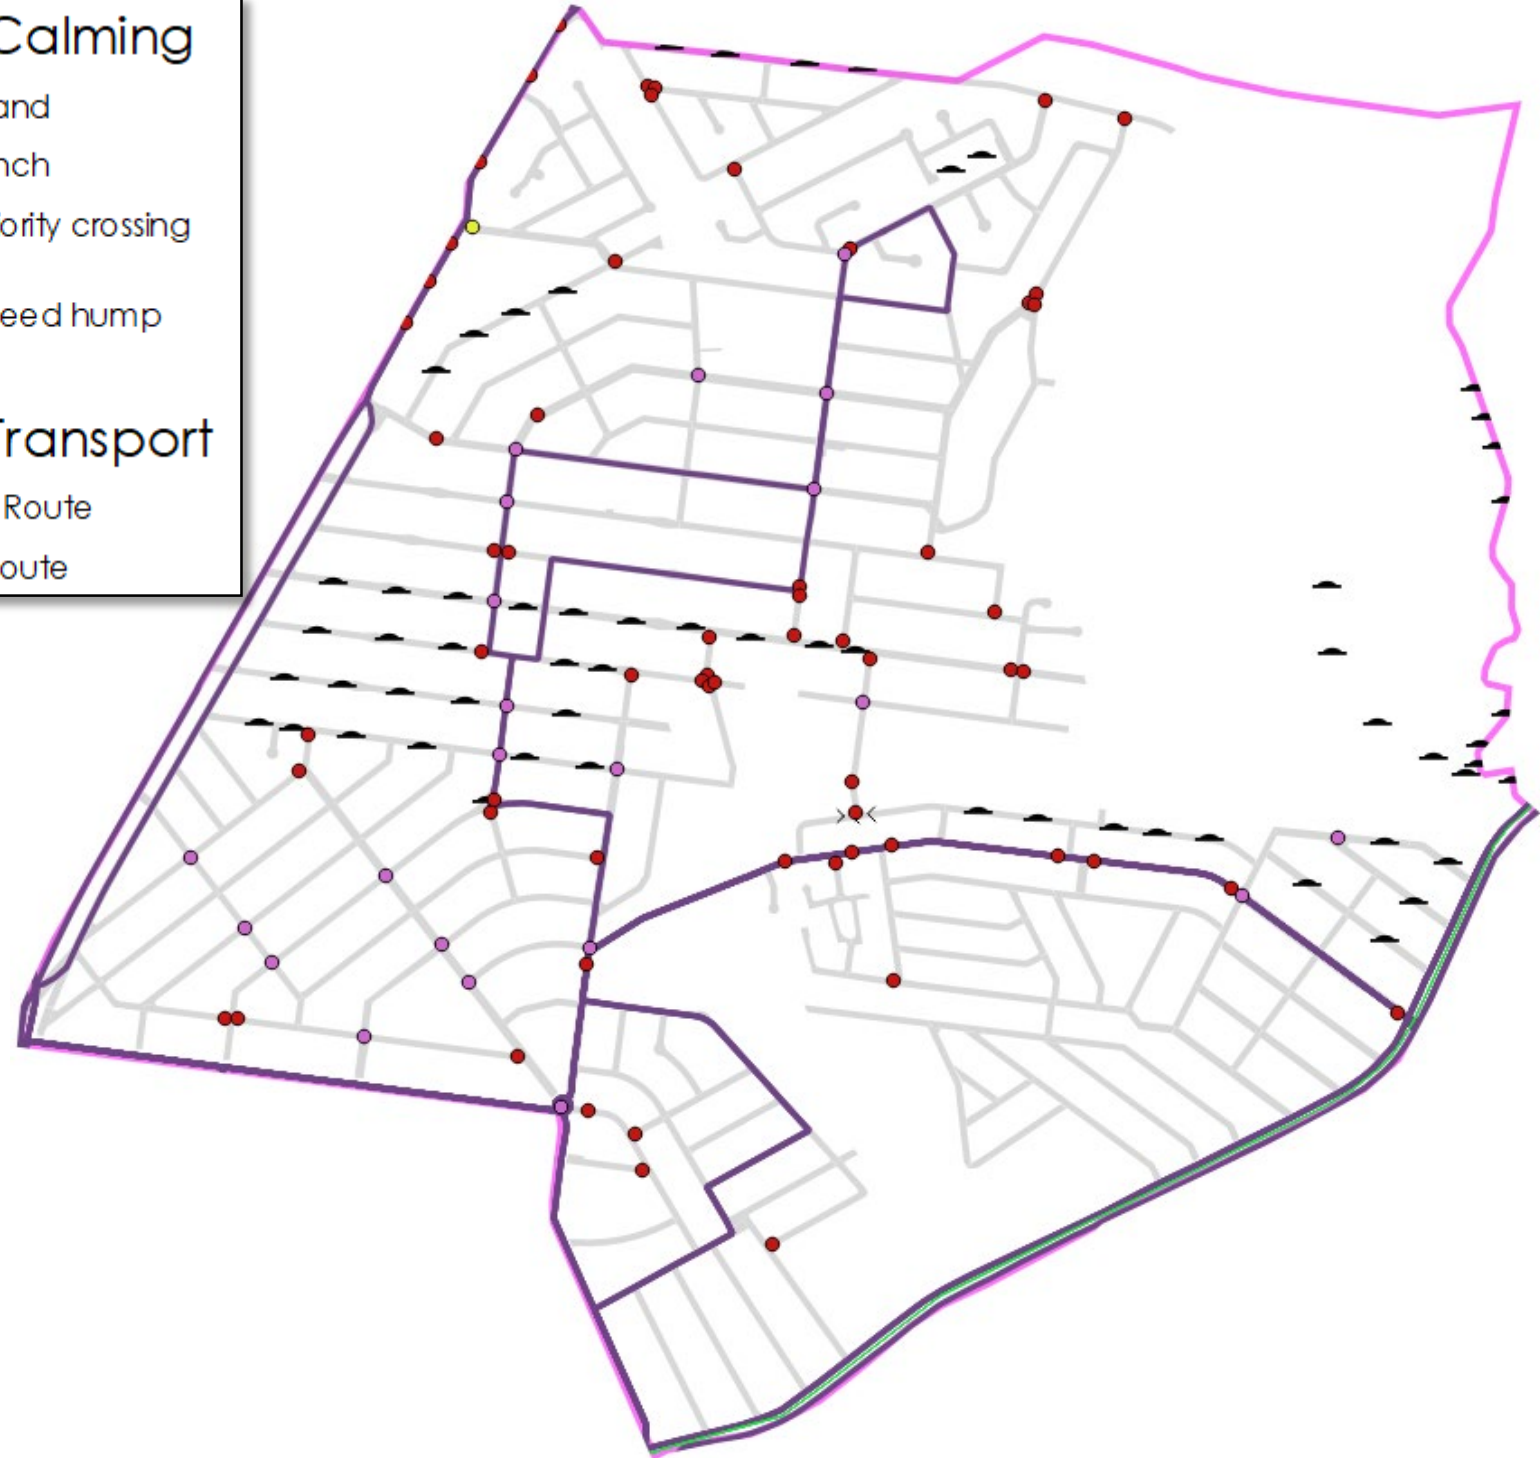 Calming
and
nch
ority crossing
eed hump
Transport
Route
oute